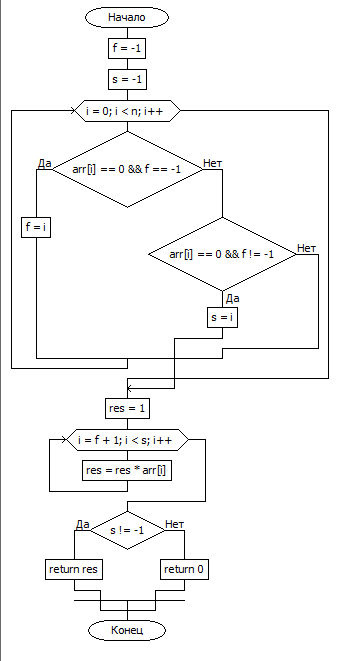 Начало
f = -1
s = -1
i = 0; i < n; i++
Да
Нет
arr[i] == 0 && f == -1
f = i
arr[i] == 0 && f != -1
Нет
Да
s = i
res = 1
i = f + 1; i < s; i++
res = res * arr[i]
Да
Нет
s != -1
return res
return 0
Конец